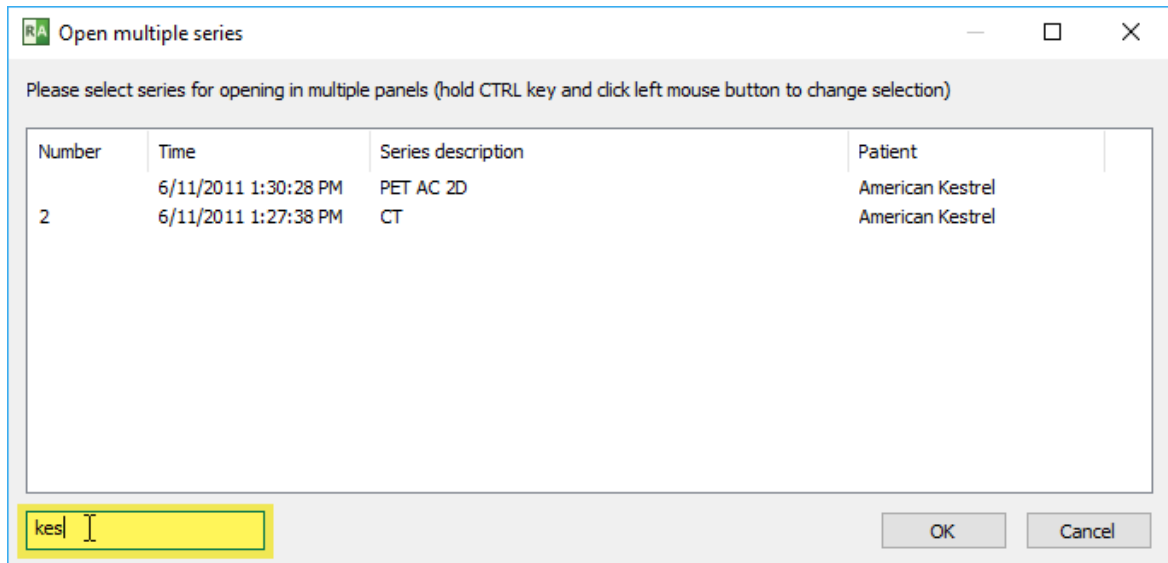 RA Open multiple series
Please select series for opening in multiple panels (hold CTRL key and click left mouse button to change selection)
Number Time Series description Patient
6/11/2011 1:30:28 PM PET AC 2D American Kestrel
2 6/11/2011 1:27:38 PM CT American Kestrel
kes OK Cancel